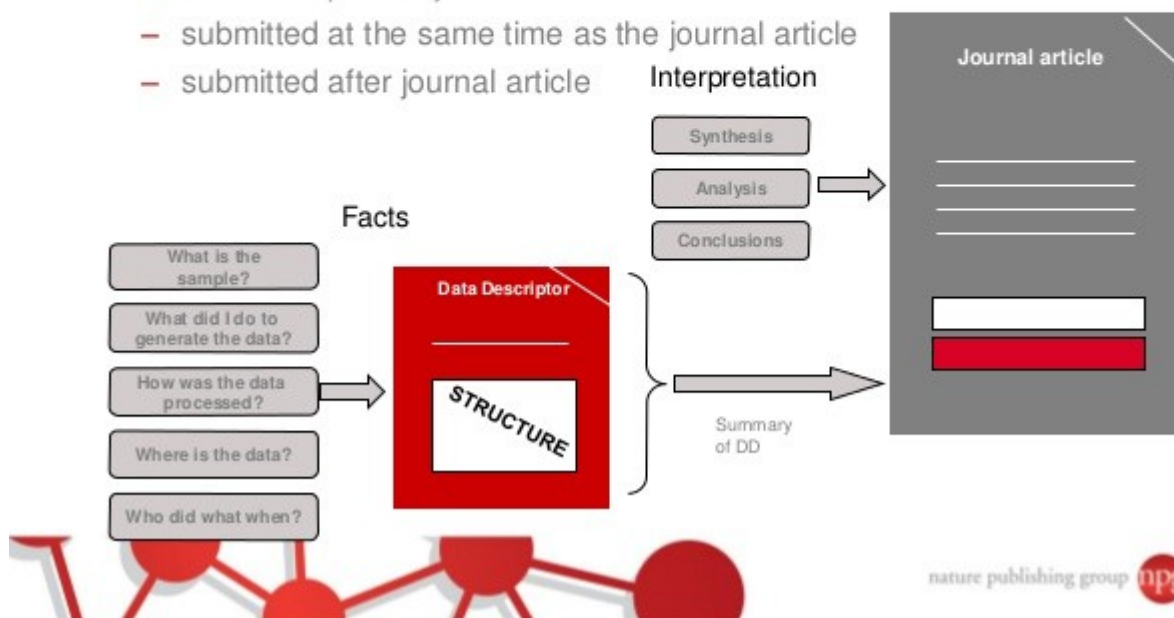 – submitted at the same time as the journal article
– submitted after journal article
Interpretation
Synthesis
Analysis
Conclusions
Journal article
Facts
What is the
sample?
What did I do to
generate the data?
How was the data
processed?
Where is the data?
Who did what when?
Data Descriptor
STRUCTURE
Summary
of DD
nature publishing group
npg